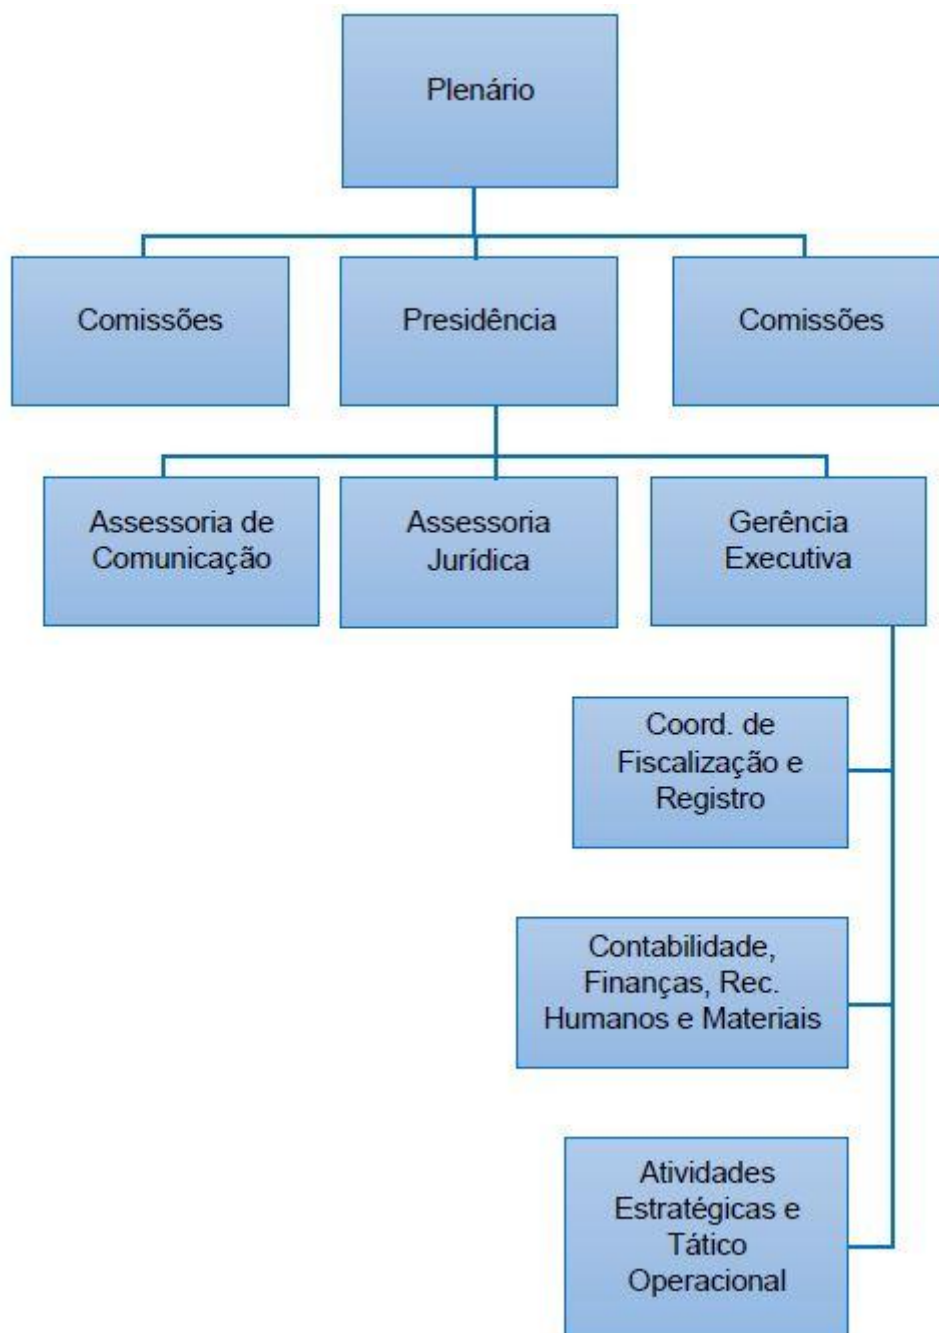 Plenário
Comissões
Presidência
Comissões
Assessoria de
Comunicação
Assessoria
Jurídica
Gerência
Executiva
Coord. de
Fiscalização e
Registro
Contabilidade,
Finanças, Rec.
Humanos e Materiais
Atividades
Estratégicas e
Tático
Operacional